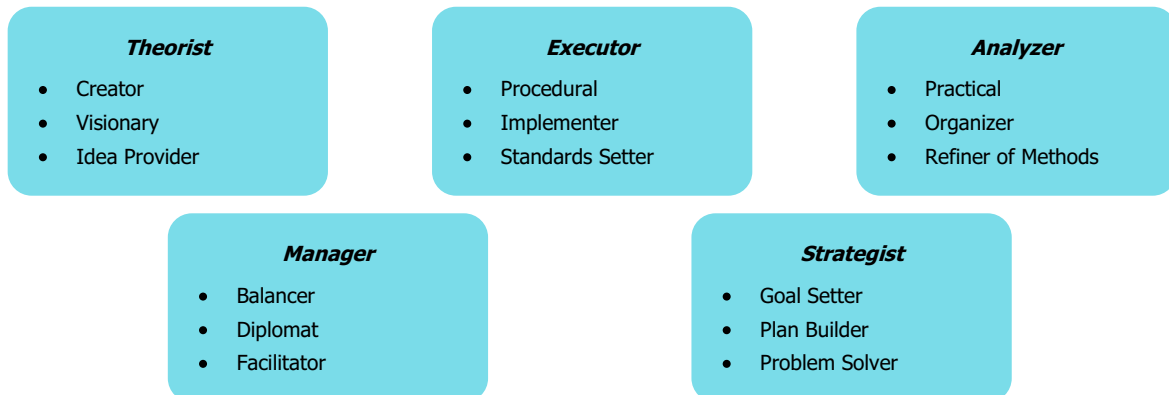 Theorist
• Creator
• Visionary
• Idea Provider
Executor
• Procedural
• Implementer
• Standards Setter
Analyzer
• Practical
• Organizer
• Refiner of Methods
Manager
• Balancer
• Diplomat
• Facilitator
Strategist
• Goal Setter
• Plan Builder
• Problem Solver